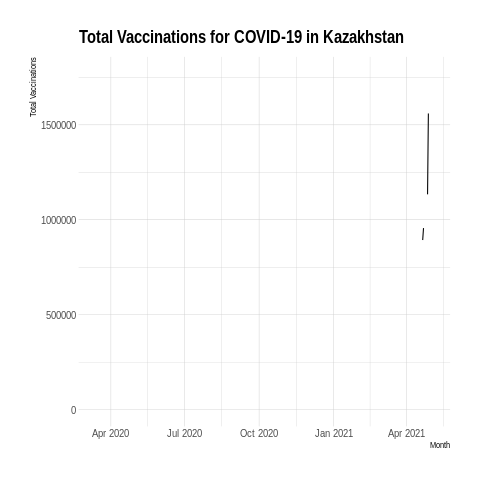 Total Vaccinations for COVID-19 in Kazakhstan
Total Vaccinations
1500000
1000000
500000
0
Apr 2020 Jul 2020 Oct 2020 Jan 2021 Apr 2021
Month